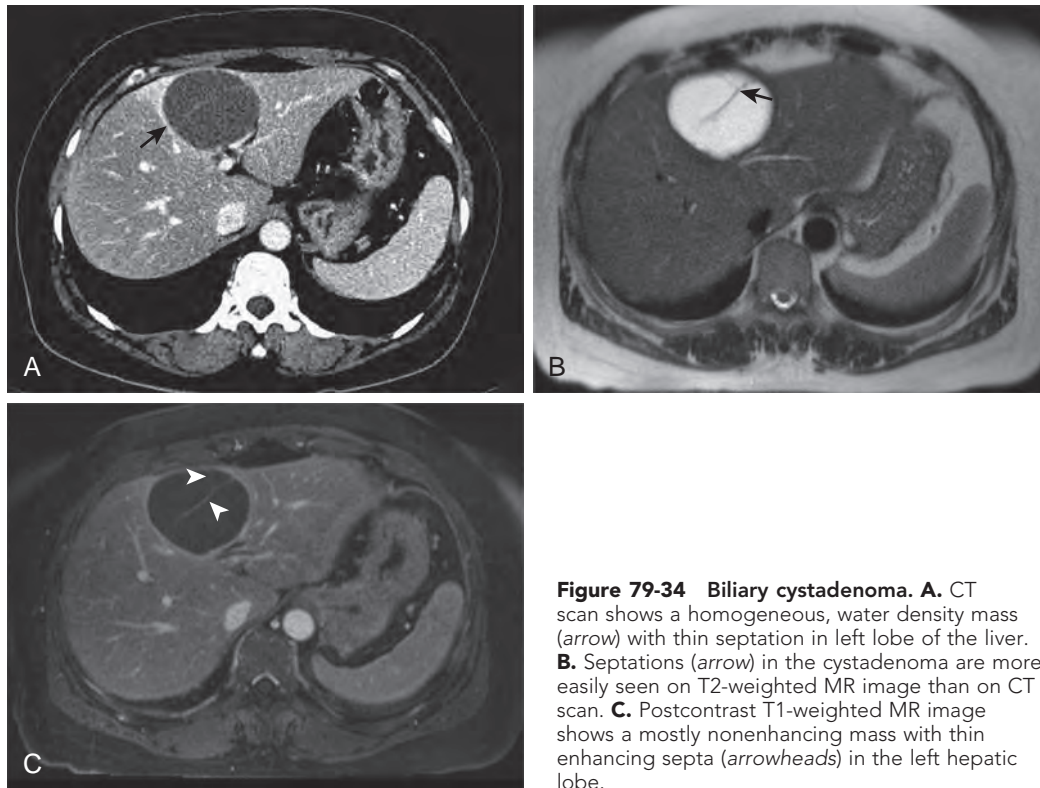 A
B
C
Figure 79-34 Biliary cystadenoma. A. CT
scan shows a homogeneous, water density mass
(arrow) with thin septation in left lobe of the liver.
B. Septations (arrow) in the cystadenoma are more
easily seen on T2-weighted MR image than on CT
scan. C. Postcontrast T1-weighted MR image
shows a mostly nonenhancing mass with thin
enhancing septa (arrowheads) in the left hepatic
lobe.